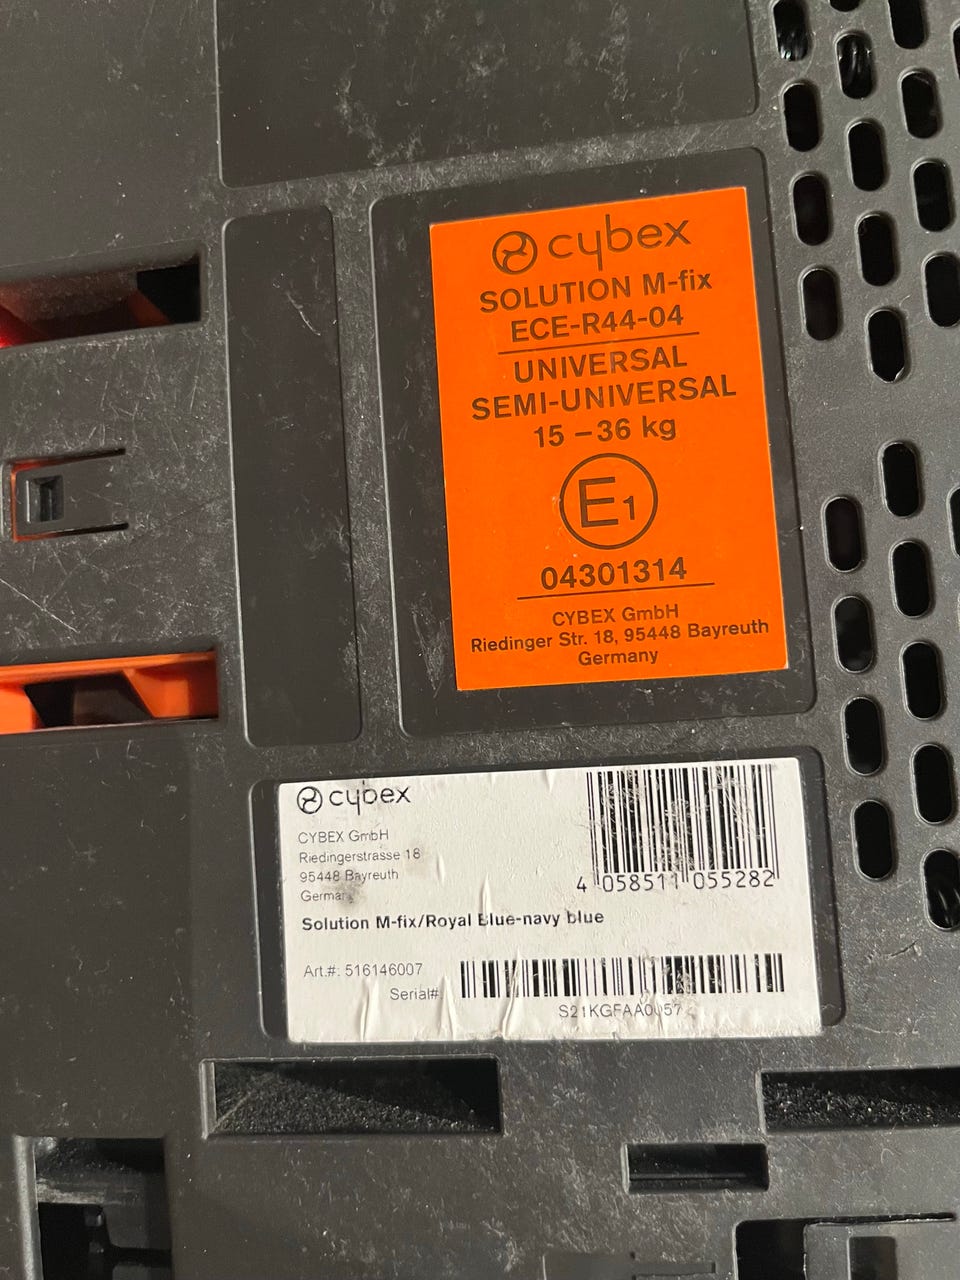 cybex
SOLUTION M-fix
ECE-R44-04
UNIVERSAL
SEMI-UNIVERSAL
15 – 36 kg
E1
04301314
CYBEX GmbH
Riedinger Str. 18, 95448 Bayreuth
Germany
cybex
CYBEX GmbH
Riedingerstrasse 18
95448 Bayreuth
Germany
4 058511 055282
Solution M-fix/Royal Blue-navy blue
Art.#: 516146007
Serial#:
S21KGFAA0057